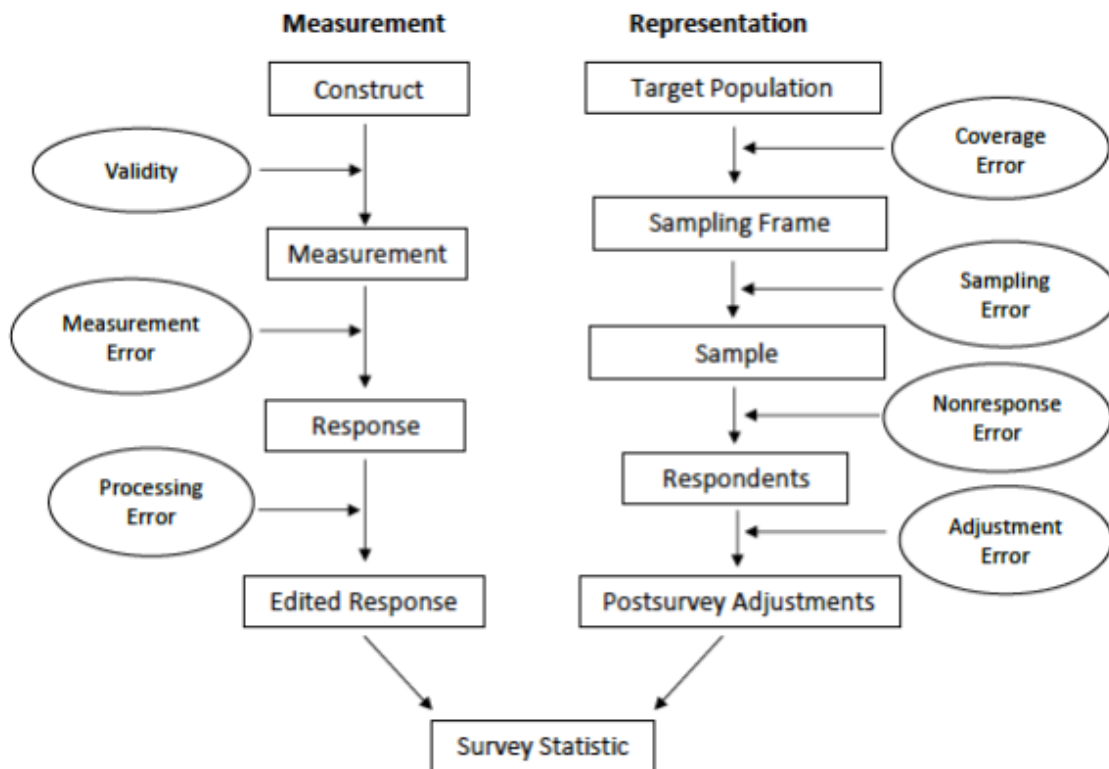 Measurement
Representation
Construct
Target Population
Validity
Coverage
Error
Measurement
Sampling Frame
Measurement
Error
Sampling
Error
Sample
Response
Nonresponse
Error
Respondents
Processing
Error
Adjustment
Error
Edited Response
Postsurvey Adjustments
Survey Statistic